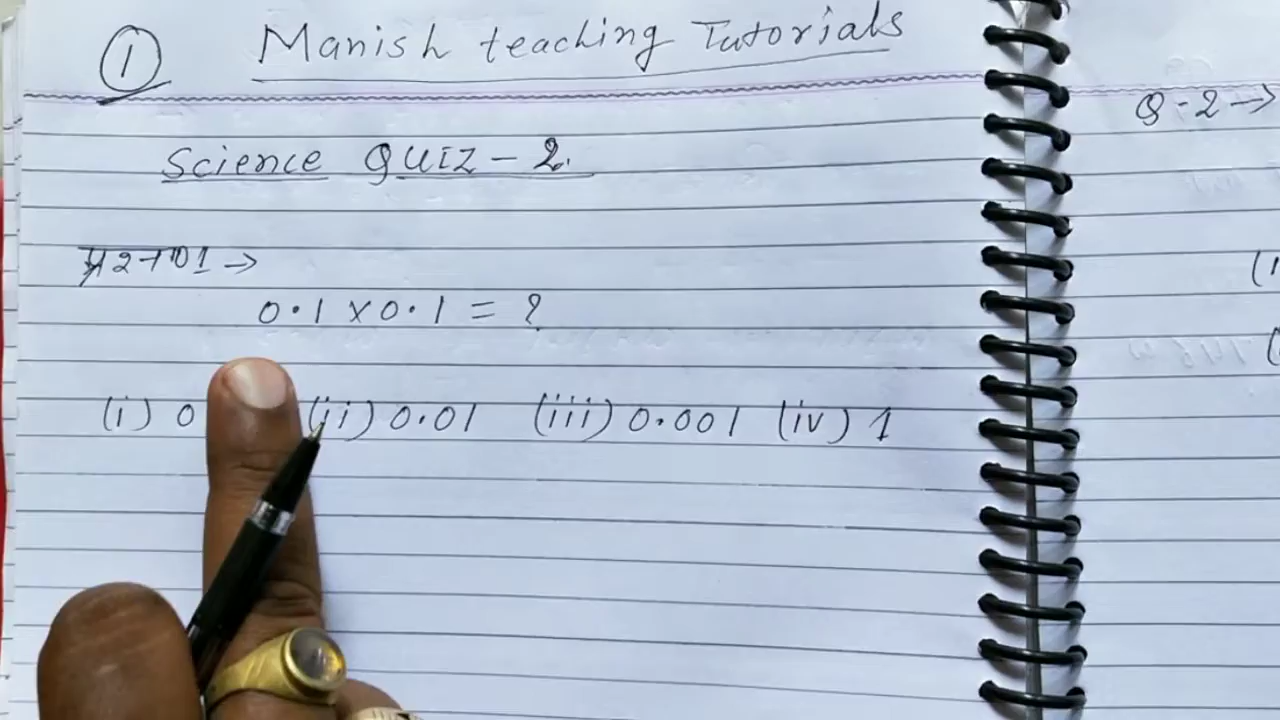 ① Manish teaching Tutorials
Science QUIZ - 2.
0.1 x 0.1 = ?
(i) 0 (ii) 0.01 (iii) 0.001 (iv) 1
Q-2 →